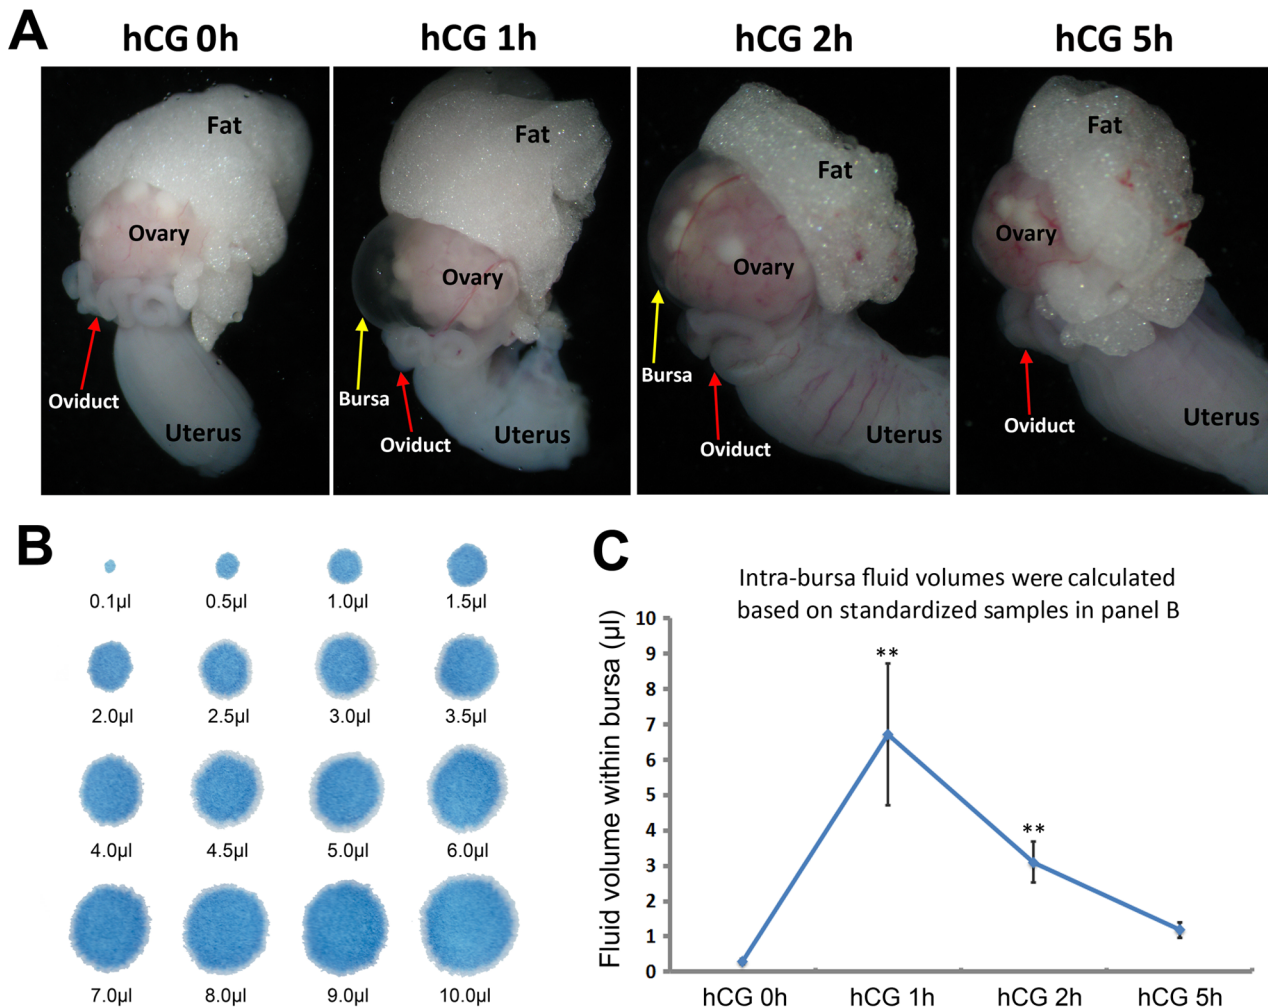 A
hCG 0h
hCG 1h
hCG 2h
hCG 5h
Fat
Ovary
Oviduct
Uterus
Fat
Ovary
Bursa
Oviduct
Uterus
Fat
Ovary
Bursa
Oviduct
Uterus
Fat
Ovary
Oviduct
Uterus
B
0.1µl
0.5µl
1.0µl
1.5µl
2.0µl
2.5µl
3.0µl
3.5µl
4.0µl
4.5µl
5.0µl
6.0µl
7.0µl
8.0µl
9.0µl
10.0µl
C
Intra-bursa fluid volumes were calculated
based on standardized samples in panel B
Fluid volume within bursa (µl)
10
9
8
7
6
5
4
3
2
1
0
**
**
hCG 0h
hCG 1h
hCG 2h
hCG 5h